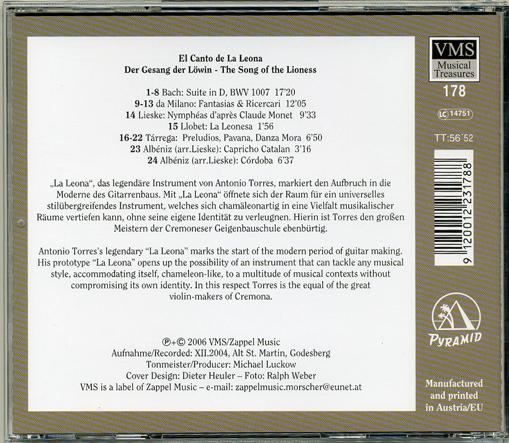 El Canto de La Leona
Der Gesang der Löwin - The Song of the Lioness
1-8 Bach: Suite in D, BWV 1007 17'20
9-13 da Milano: Fantasias & Ricercari 12'05
14 Lieske: Nymphéas d'après Claude Monet 9'33
15 Llobet: La Leonesa 1'56
16-22 Tárrega: Preludios, Pavana, Danza Mora 6'50
23 Albéniz (arr.Lieske): Capricho Catalan 3'16
24 Albéniz (arr.Lieske): Córdoba 6'37
„La Leona", das legendäre Instrument von Antonio Torres, markiert den Aufbruch in die
Moderne des Gitarrenbaus. Mit „La Leona" öffnete sich der Raum für ein universelles
stilübergreifendes Instrument, welches sich chamäleonartig in eine Vielfalt musikalischer
Räume vertiefen kann, ohne seine eigene Identität zu verleugnen. Hierin ist Torres den großen
Meistern der Cremoneser Geigenbauschule ebenbürtig.
Antonio Torres's legendary "La Leona" marks the start of the modern period of guitar making.
His prototype "La Leona" opens up the possibility of an instrument that can tackle any musical
style, accommodating itself, chameleon-like, to a multitude of musical contexts without
compromising its own identity. In this respect Torres is the equal of the great
violin-makers of Cremona.
℗+© 2006 VMS/Zappel Music
Aufnahme/Recorded: XII.2004, Alt St. Martin, Godesberg
Tonmeister/Producer: Michael Luckow
Cover Design: Dieter Heuler – Foto: Ralph Weber
VMS is a label of Zappel Music – e-mail: zappelmusic.morscher@eunet.at
VMS
Musical
Treasures
178
LC 14751
TT:56'52
9 120012 231788
PYRAMID
Manufactured
and printed
in Austria/EU